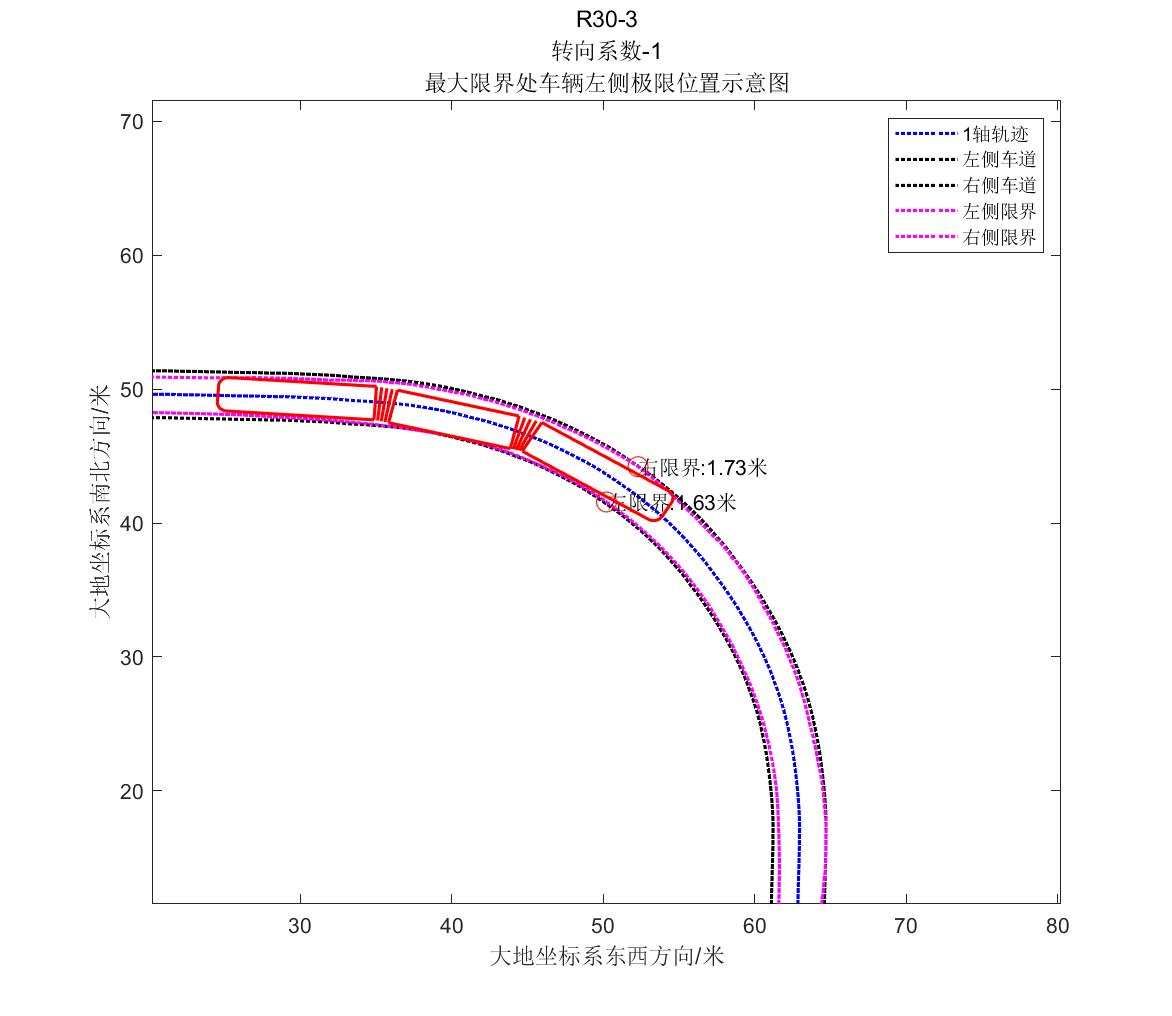 R30-3
转向系数-1
最大限界处车辆左侧极限位置示意图
70
60
50
40
30
20
大地坐标系南北方向/米
1轴轨迹
左侧车道
右侧车道
左侧限界
右侧限界
右限界:1.73米
左限界:1.63米
30
40
50
60
70
80
大地坐标系东西方向/米